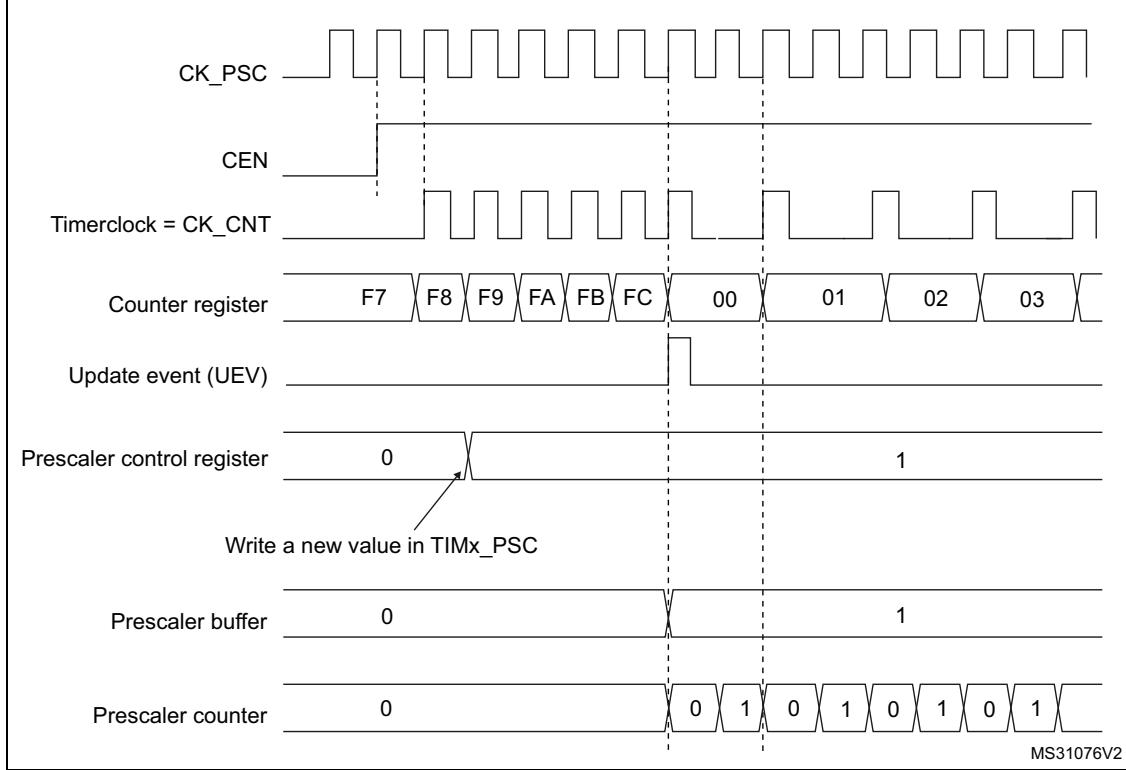 CK_PSC
CEN
Timerclock = CK_CNT
Counter register F7 F8 F9 FA FB FC 00 01 02 03
Update event (UEV)
Prescaler control register 0 1
Write a new value in TIMx_PSC
Prescaler buffer 0 1
Prescaler counter 0 0 1 0 1 0 1 0 1
MS31076V2